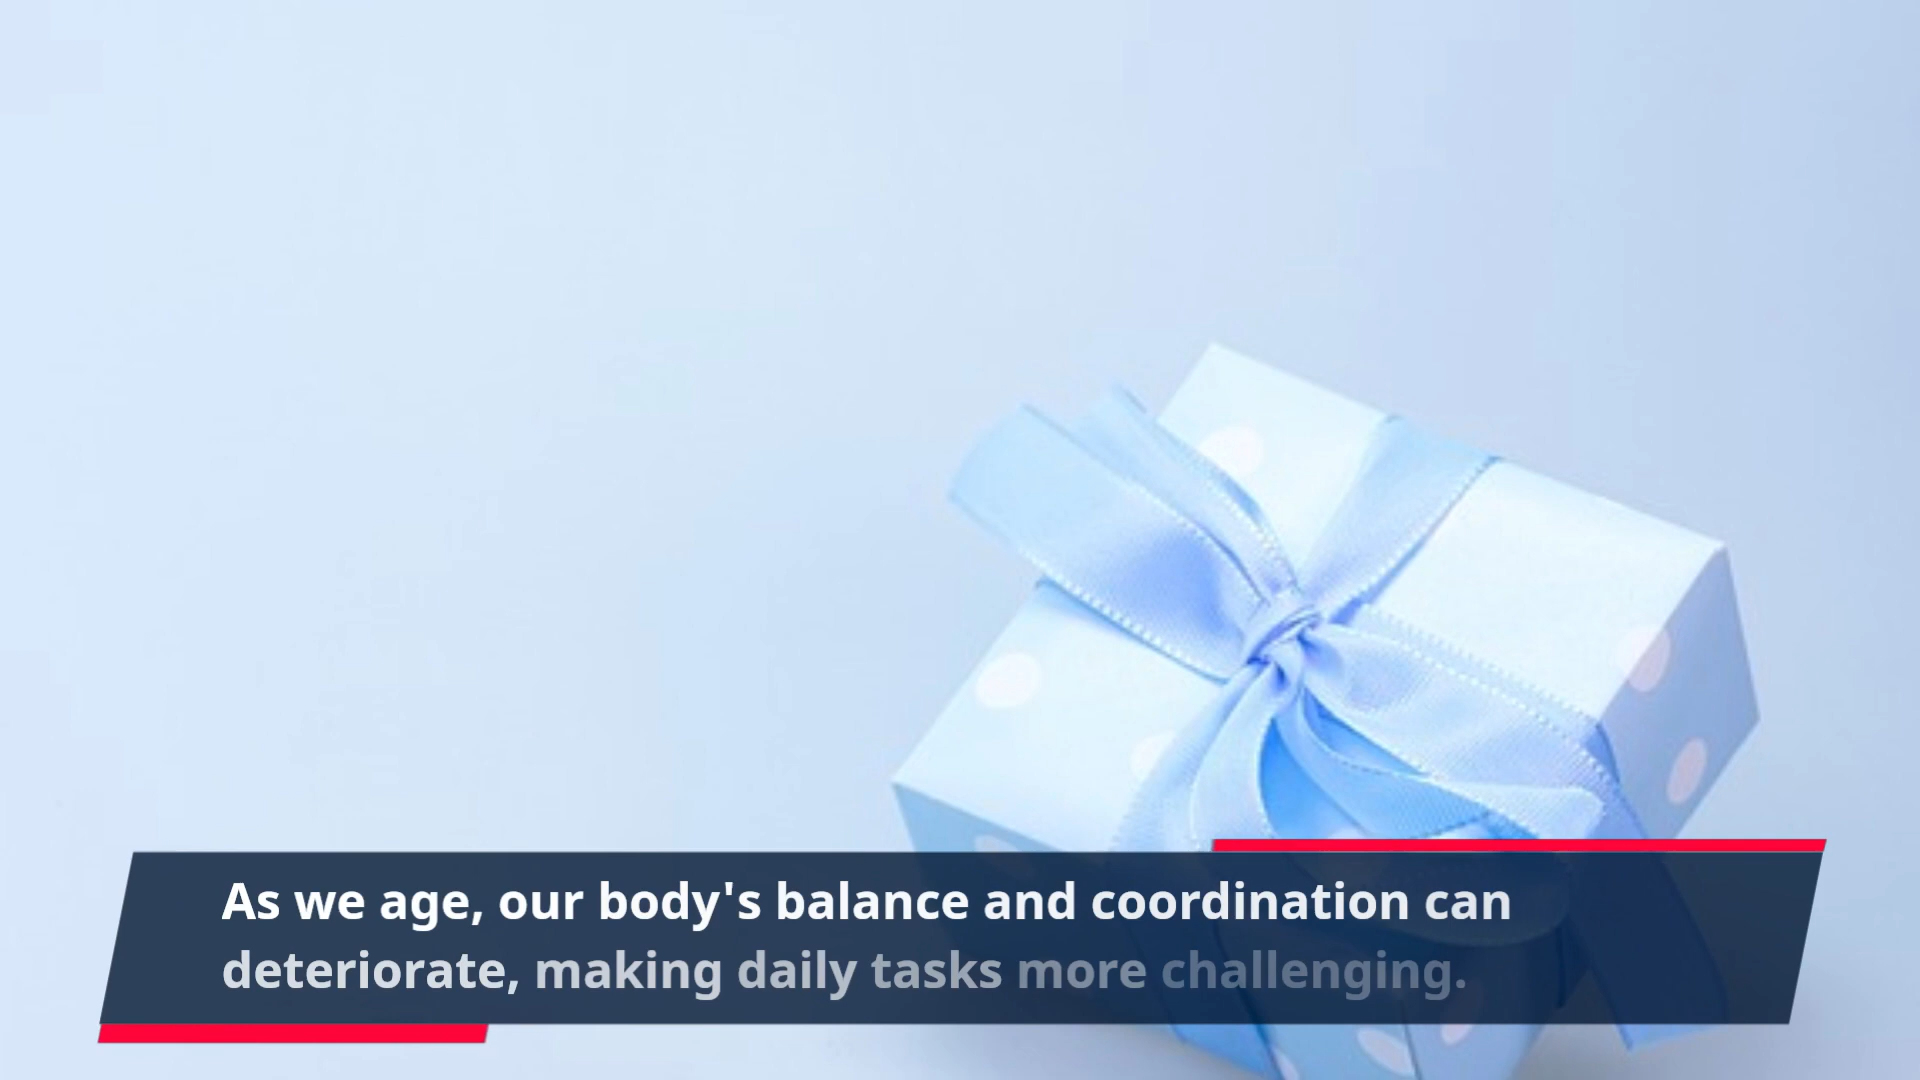 As we age, our body's balance and coordination can
deteriorate, making daily tasks more challenging.